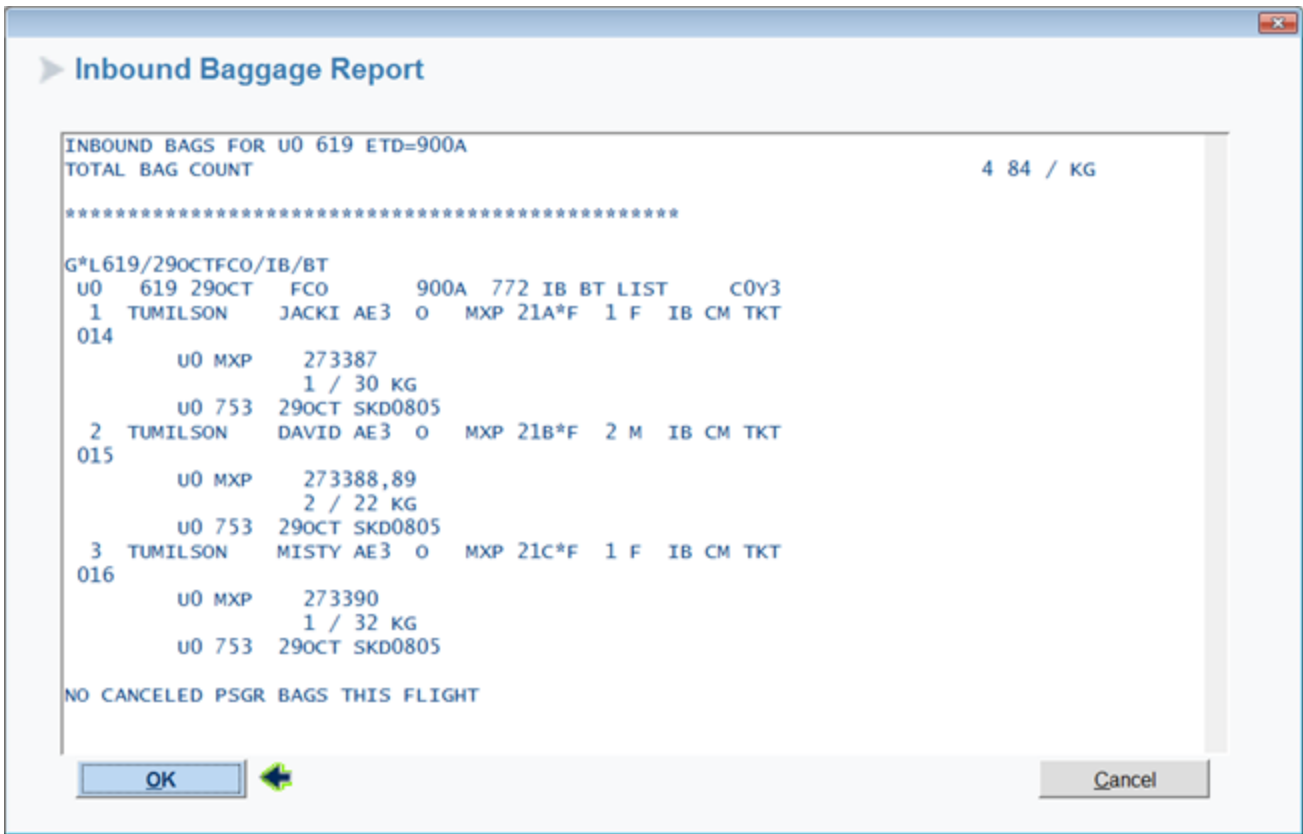 Inbound Baggage Report
INBOUND BAGS FOR U0 619 ETD=900A
TOTAL BAG COUNT 4 84 / KG
*************************************************
G*L619/29OCTFCO/IB/BT
U0 619 29OCT FCO 900A 772 IB BT LIST C0Y3
1 TUMILSON JACKI AE3 O MXP 21A*F 1 F IB CM TKT
014
U0 MXP 273387
1 / 30 KG
U0 753 29OCT SKD0805
2 TUMILSON DAVID AE3 O MXP 21B*F 2 M IB CM TKT
015
U0 MXP 273388,89
2 / 22 KG
U0 753 29OCT SKD0805
3 TUMILSON MISTY AE3 O MXP 21C*F 1 F IB CM TKT
016
U0 MXP 273390
1 / 32 KG
U0 753 29OCT SKD0805
NO CANCELED PSGR BAGS THIS FLIGHT
OK Cancel